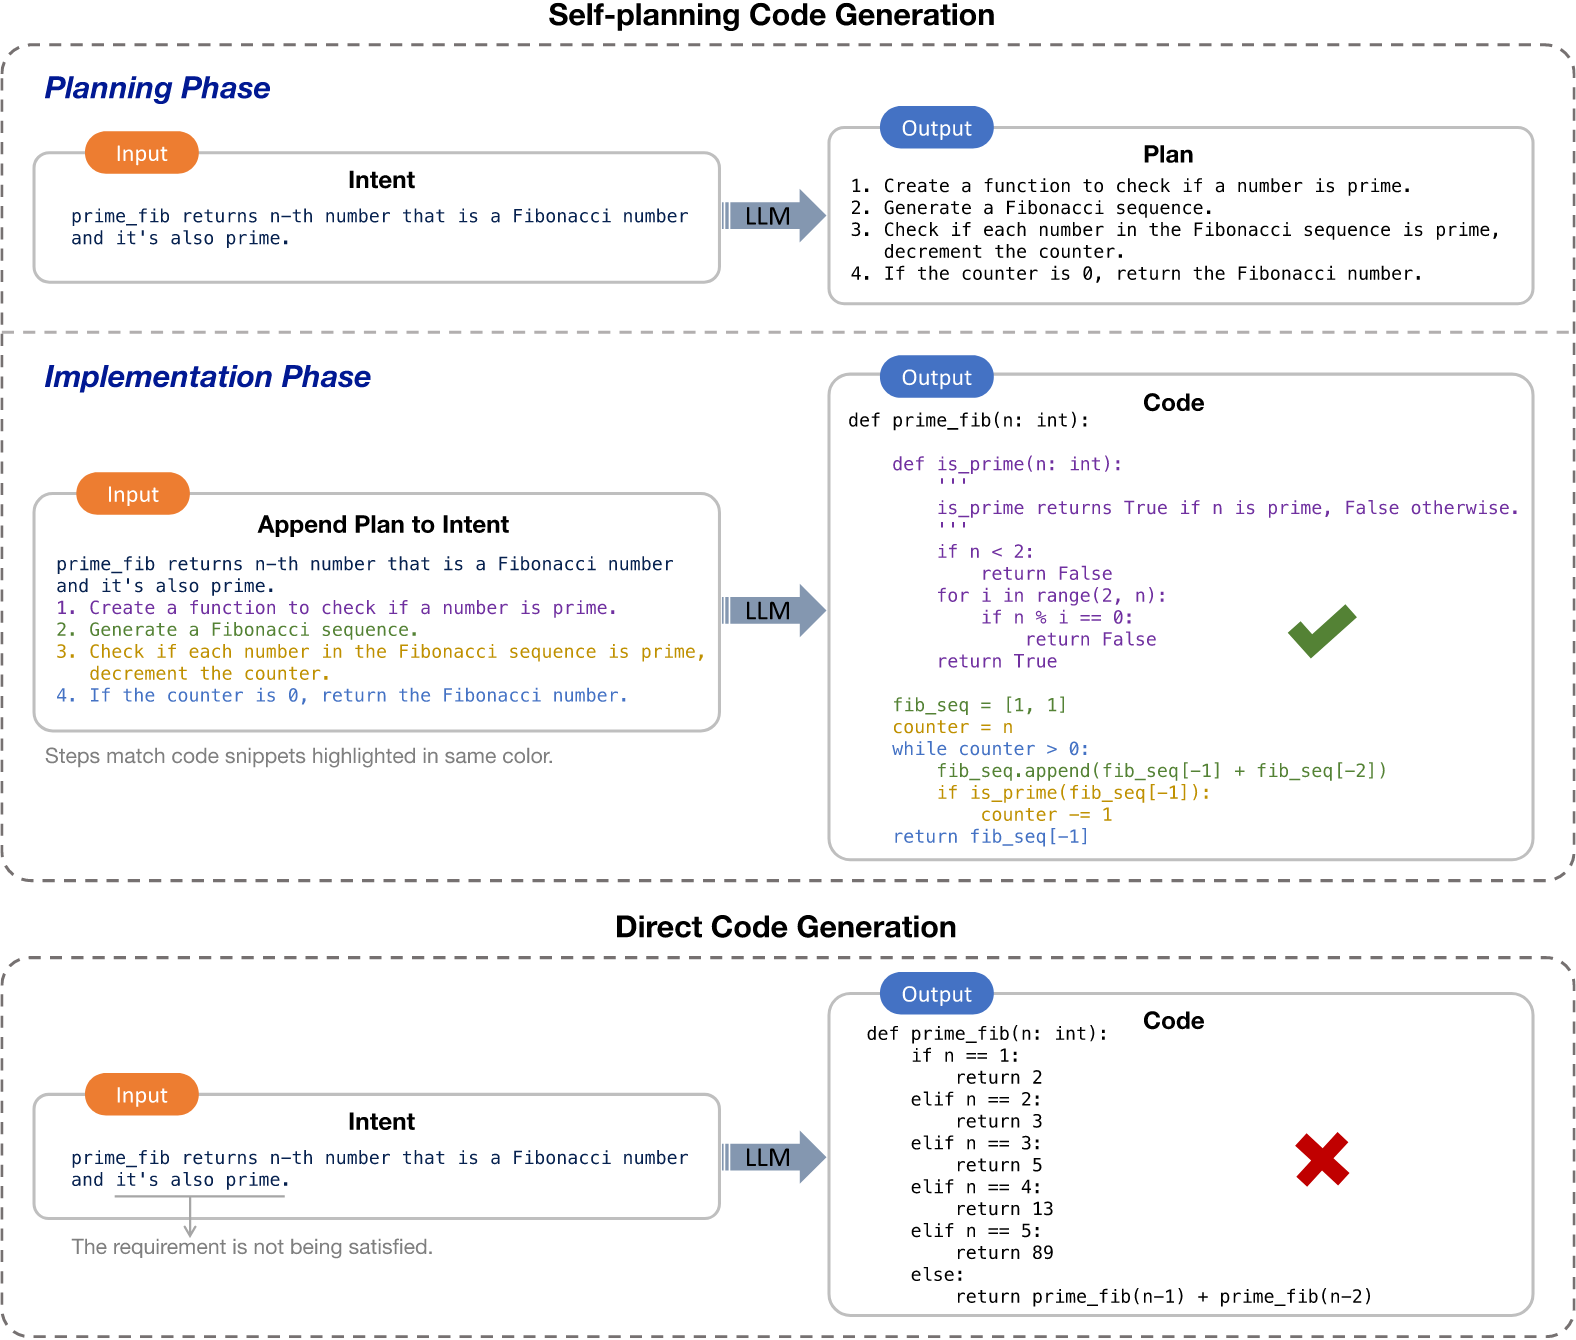 Self-planning Code Generation
Planning Phase
Input
Intent
prime_fib returns n-th number that is a Fibonacci number
and it's also prime.
LLM
Output
Plan
1. Create a function to check if a number is prime.
2. Generate a Fibonacci sequence.
3. Check if each number in the Fibonacci sequence is prime,
decrement the counter.
4. If the counter is 0, return the Fibonacci number.
Implementation Phase
Input
Append Plan to Intent
prime_fib returns n-th number that is a Fibonacci number
and it's also prime.
1. Create a function to check if a number is prime.
2. Generate a Fibonacci sequence.
3. Check if each number in the Fibonacci sequence is prime,
decrement the counter.
4. If the counter is 0, return the Fibonacci number.
Steps match code snippets highlighted in same color.
LLM
Output
Code
def prime_fib(n: int):
def is_prime(n: int):
'''
is_prime returns True if n is prime, False otherwise.
'''
if n < 2:
return False
for i in range(2, n):
if n % i == 0:
return False
return True
fib_seq = [1, 1]
counter = n
while counter > 0:
fib_seq.append(fib_seq[-1] + fib_seq[-2])
if is_prime(fib_seq[-1]):
counter -= 1
return fib_seq[-1]
Direct Code Generation
Input
Intent
prime_fib returns n-th number that is a Fibonacci number
and it's also prime.
The requirement is not being satisfied.
LLM
Output
Code
def prime_fib(n: int):
if n == 1:
return 2
elif n == 2:
return 3
elif n == 3:
return 5
elif n == 4:
return 13
elif n == 5:
return 89
else:
return prime_fib(n-1) + prime_fib(n-2)